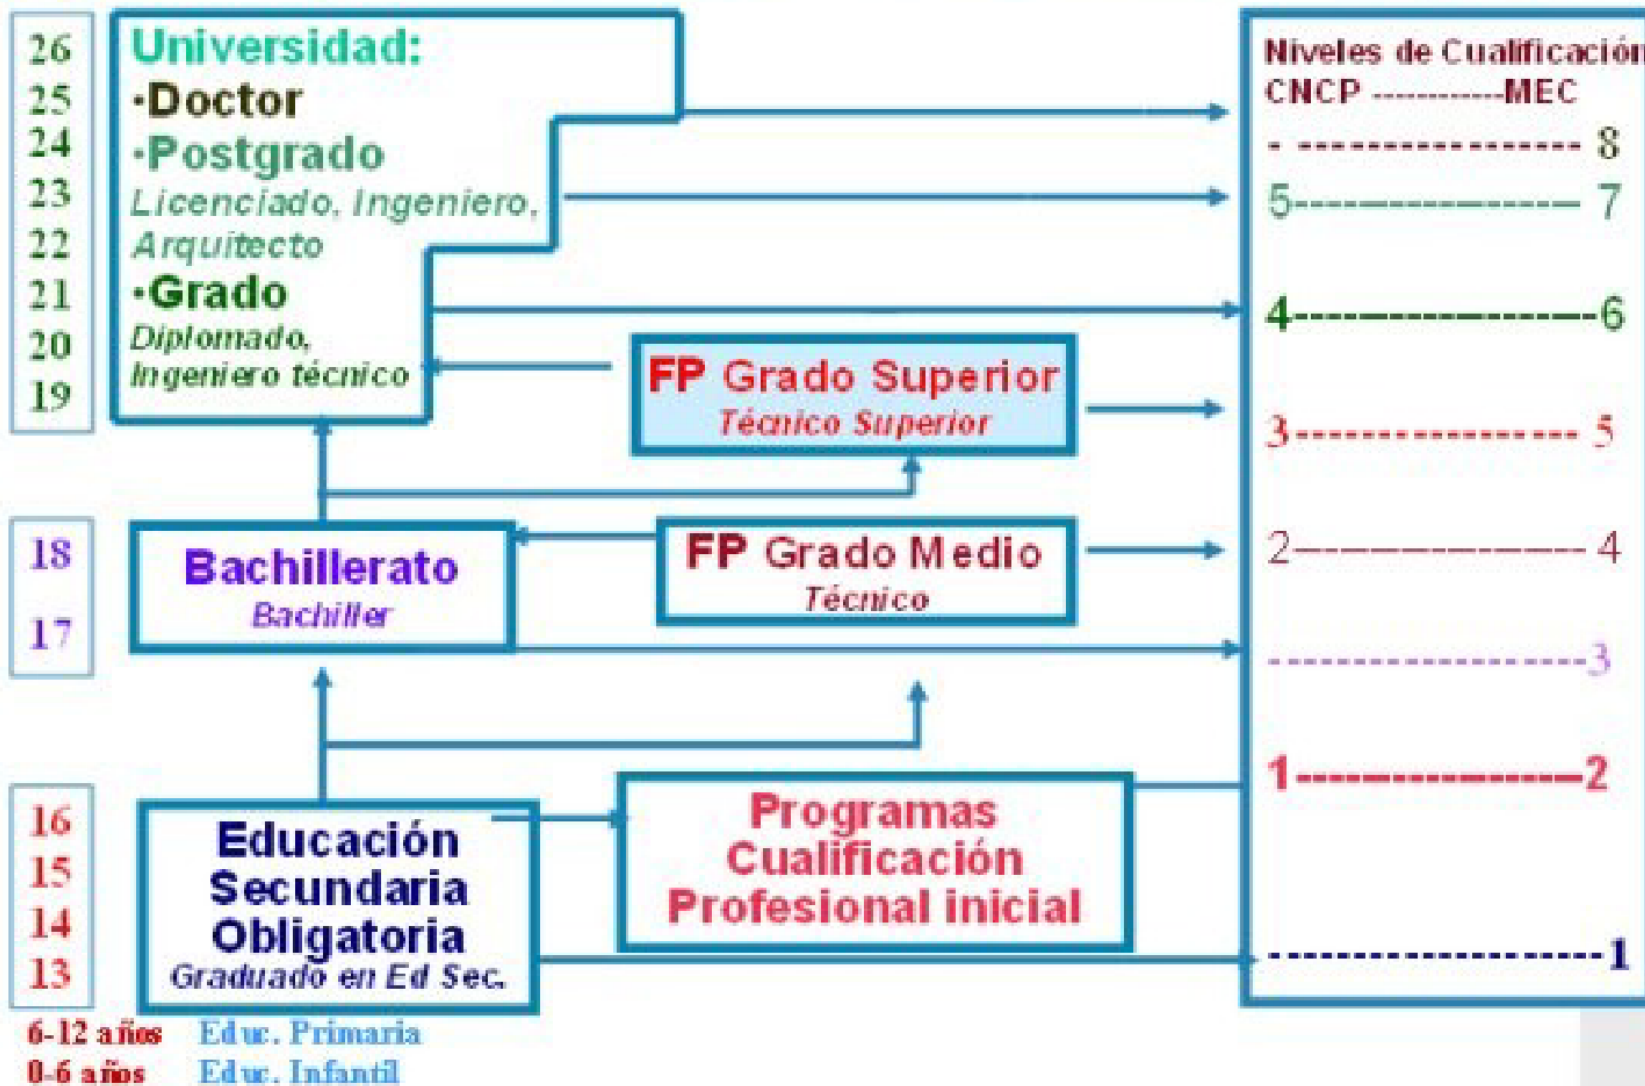 26
25
24
23
22
21
20
19
Universidad:
·Doctor
·Postgrado
Licenciado, Ingeniero,
Arquitecto
·Grado
Diplomado,
Ingeniero técnico
FP Grado Superior
Técnico Superior
18
17
Bachillerato
Bachiller
FP Grado Medio
Técnico
16
15
14
13
Educación
Secundaria
Obligatoria
Graduado en Ed Sec.
Programas
Cualificación
Profesional inicial
6-12 años Educ. Primaria
0-6 años Educ. Infantil
Niveles de Cualificación
CNCP ------------MEC
- ----------------- 8
5------------------ 7
4------------------6
3----------------- 5
2------------------ 4
-------------------3
1------------------2
--------------------1